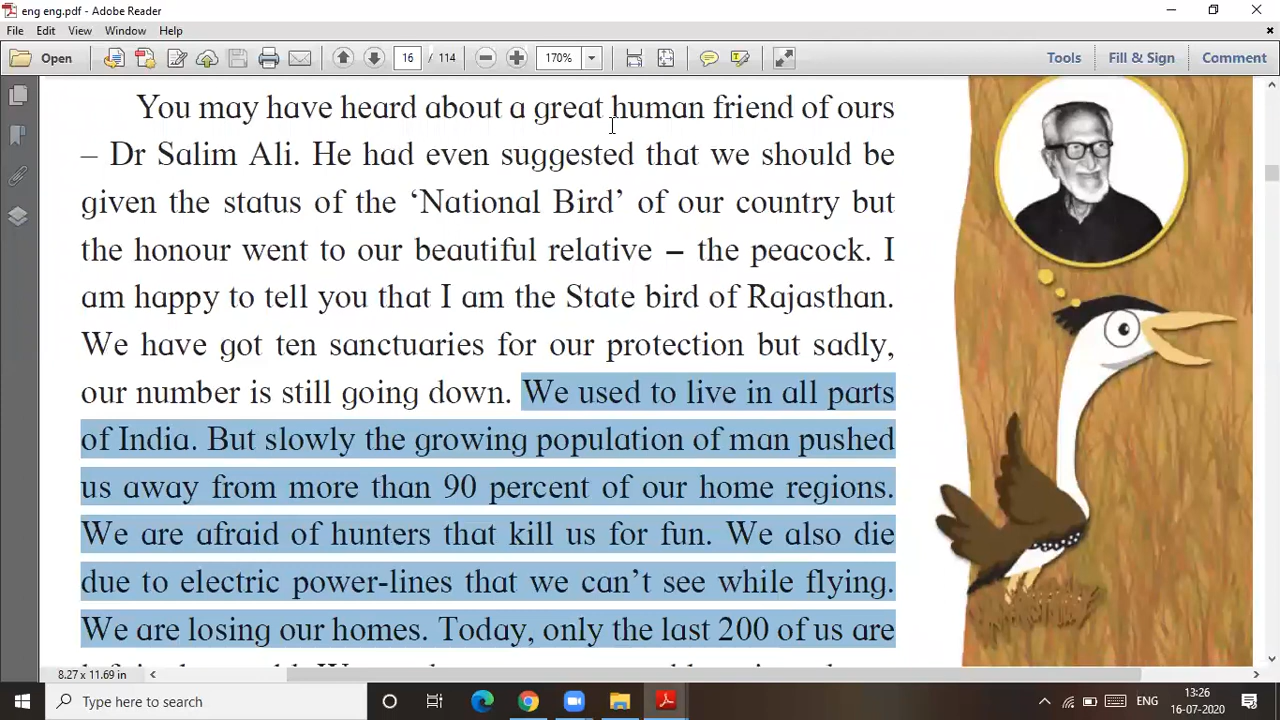 eng eng.pdf - Adobe Reader
File Edit View Window Help
Open 16 / 114 170% Tools Fill & Sign Comment
You may have heard about a great human friend of ours
– Dr Salim Ali. He had even suggested that we should be
given the status of the ‘National Bird’ of our country but
the honour went to our beautiful relative – the peacock. I
am happy to tell you that I am the State bird of Rajasthan.
We have got ten sanctuaries for our protection but sadly,
our number is still going down. We used to live in all parts
of India. But slowly the growing population of man pushed
us away from more than 90 percent of our home regions.
We are afraid of hunters that kill us for fun. We also die
due to electric power-lines that we can’t see while flying.
We are losing our homes. Today, only the last 200 of us are
8.27 x 11.69 in
Type here to search
ENG
13:26
16-07-2020